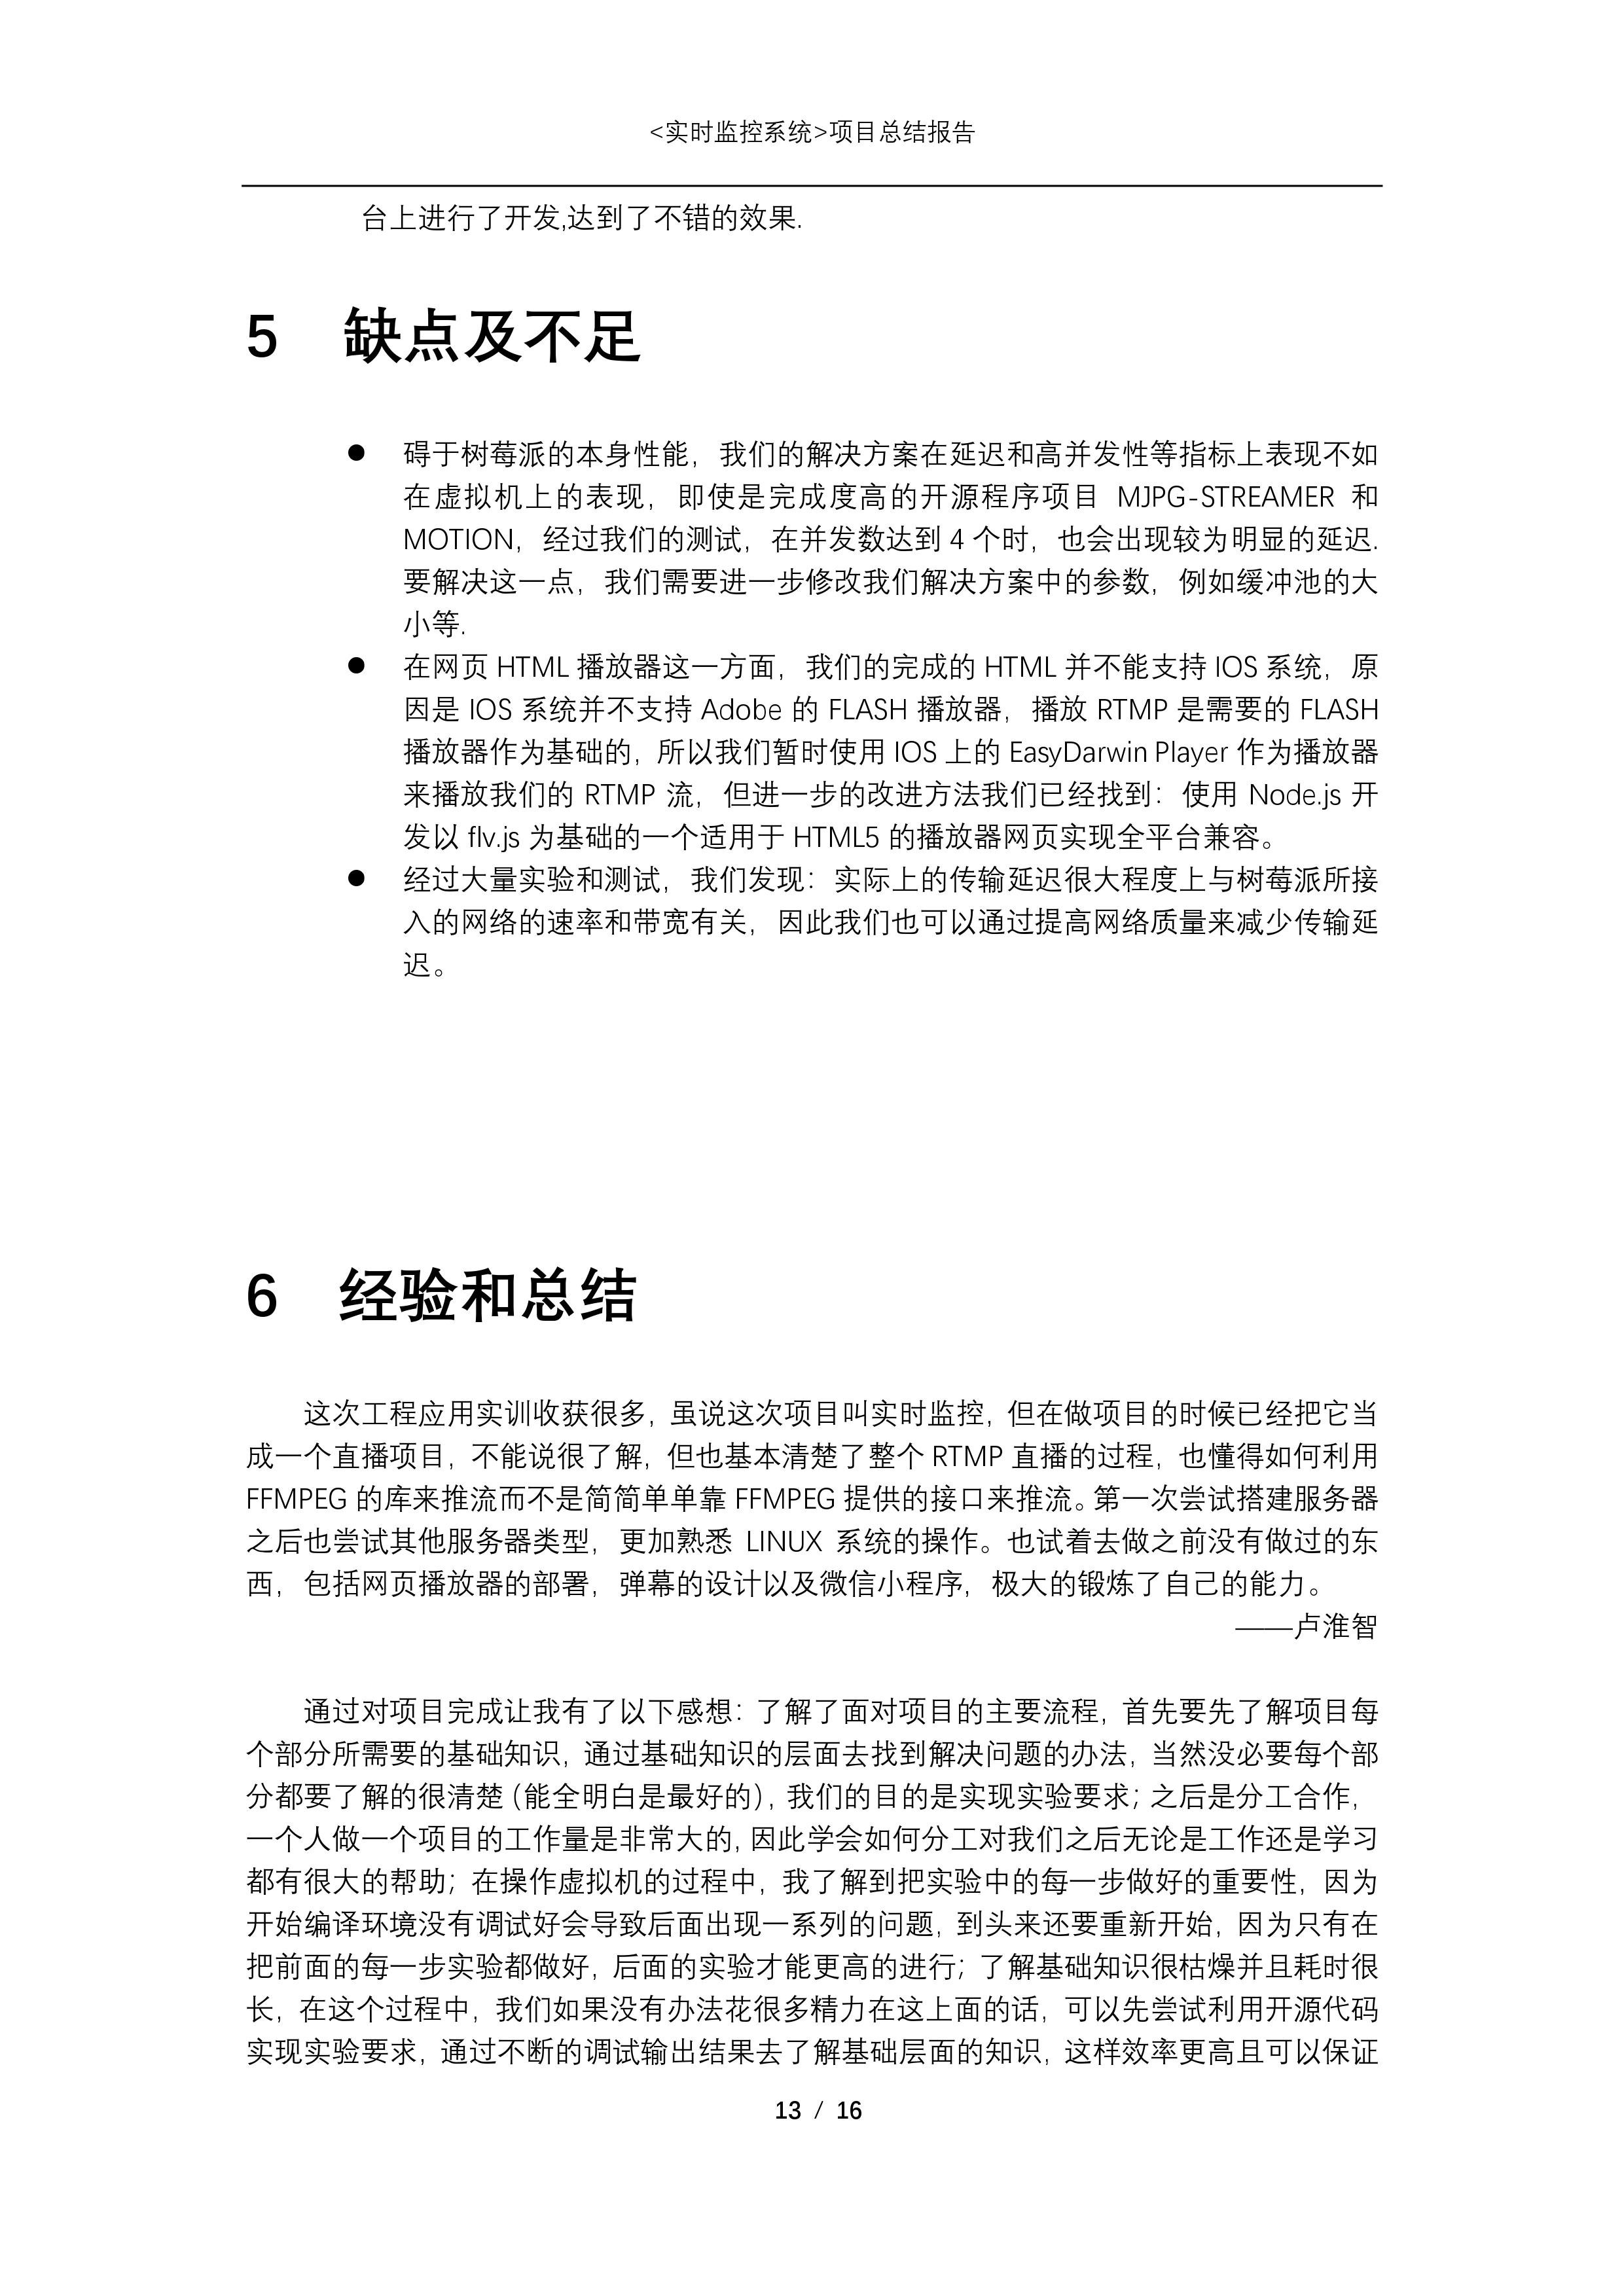 <实时监控系统>项目总结报告
台上进行了开发,达到了不错的效果.
5 缺点及不足
● 碍于树莓派的本身性能，我们的解决方案在延迟和高并发性等指标上表现不如
在虚拟机上的表现，即使是完成度高的开源程序项目 MJPG-STREAMER 和
MOTION，经过我们的测试，在并发数达到 4 个时，也会出现较为明显的延迟.
要解决这一点，我们需要进一步修改我们解决方案中的参数，例如缓冲池的大
小等.
● 在网页 HTML 播放器这一方面，我们的完成的 HTML 并不能支持 IOS 系统，原
因是 IOS 系统并不支持 Adobe 的 FLASH 播放器，播放 RTMP 是需要的 FLASH
播放器作为基础的，所以我们暂时使用 IOS 上的 EasyDarwin Player 作为播放器
来播放我们的 RTMP 流，但进一步的改进方法我们已经找到：使用 Node.js 开
发以 flv.js 为基础的一个适用于 HTML5 的播放器网页实现全平台兼容。
● 经过大量实验和测试，我们发现：实际上的传输延迟很大程度上与树莓派所接
入的网络的速率和带宽有关，因此我们也可以通过提高网络质量来减少传输延
迟。
6 经验和总结
这次工程应用实训收获很多，虽说这次项目叫实时监控，但在做项目的时候已经把它当
成一个直播项目，不能说很了解，但也基本清楚了整个 RTMP 直播的过程，也懂得如何利用
FFMPEG 的库来推流而不是简简单单靠 FFMPEG 提供的接口来推流。第一次尝试搭建服务器
之后也尝试其他服务器类型，更加熟悉 LINUX 系统的操作。也试着去做之前没有做过的东
西，包括网页播放器的部署，弹幕的设计以及微信小程序，极大的锻炼了自己的能力。
——卢淮智
通过对项目完成让我有了以下感想：了解了面对项目的主要流程，首先要先了解项目每
个部分所需要的基础知识，通过基础知识的层面去找到解决问题的办法，当然没必要每个部
分都要了解的很清楚（能全明白是最好的），我们的目的是实现实验要求；之后是分工合作，
一个人做一个项目的工作量是非常大的，因此学会如何分工对我们之后无论是工作还是学习
都有很大的帮助；在操作虚拟机的过程中，我了解到把实验中的每一步做好的重要性，因为
开始编译环境没有调试好会导致后面出现一系列的问题，到头来还要重新开始，因为只有在
把前面的每一步实验都做好，后面的实验才能更高的进行；了解基础知识很枯燥并且耗时很
长，在这个过程中，我们如果没有办法花很多精力在这上面的话，可以先尝试利用开源代码
实现实验要求，通过不断的调试输出结果去了解基础层面的知识，这样效率更高且可以保证
13 / 16